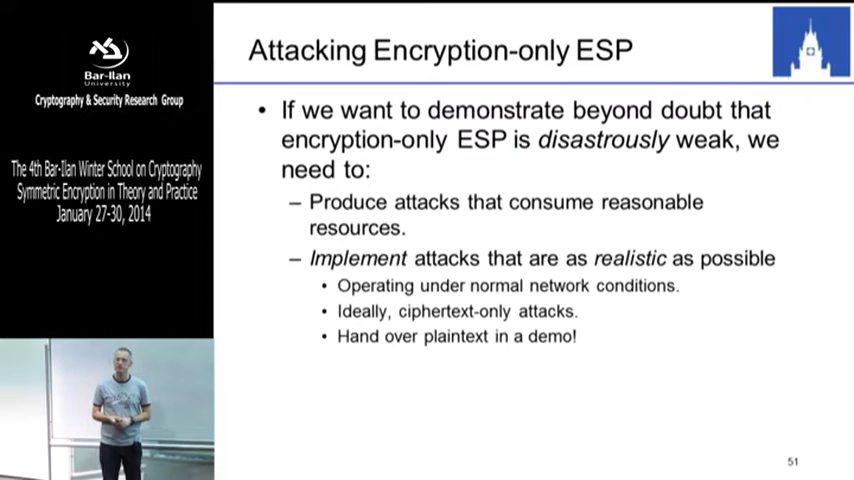 Bar-Ilan
University
Cryptography & Security Research Group
The 4th Bar-Ilan Winter School on Cryptography
Symmetric Encryption in Theory and Practice
January 27-30, 2014
Attacking Encryption-only ESP
• If we want to demonstrate beyond doubt that
encryption-only ESP is disastrously weak, we
need to:
– Produce attacks that consume reasonable
resources.
– Implement attacks that are as realistic as possible
• Operating under normal network conditions.
• Ideally, ciphertext-only attacks.
• Hand over plaintext in a demo!
51